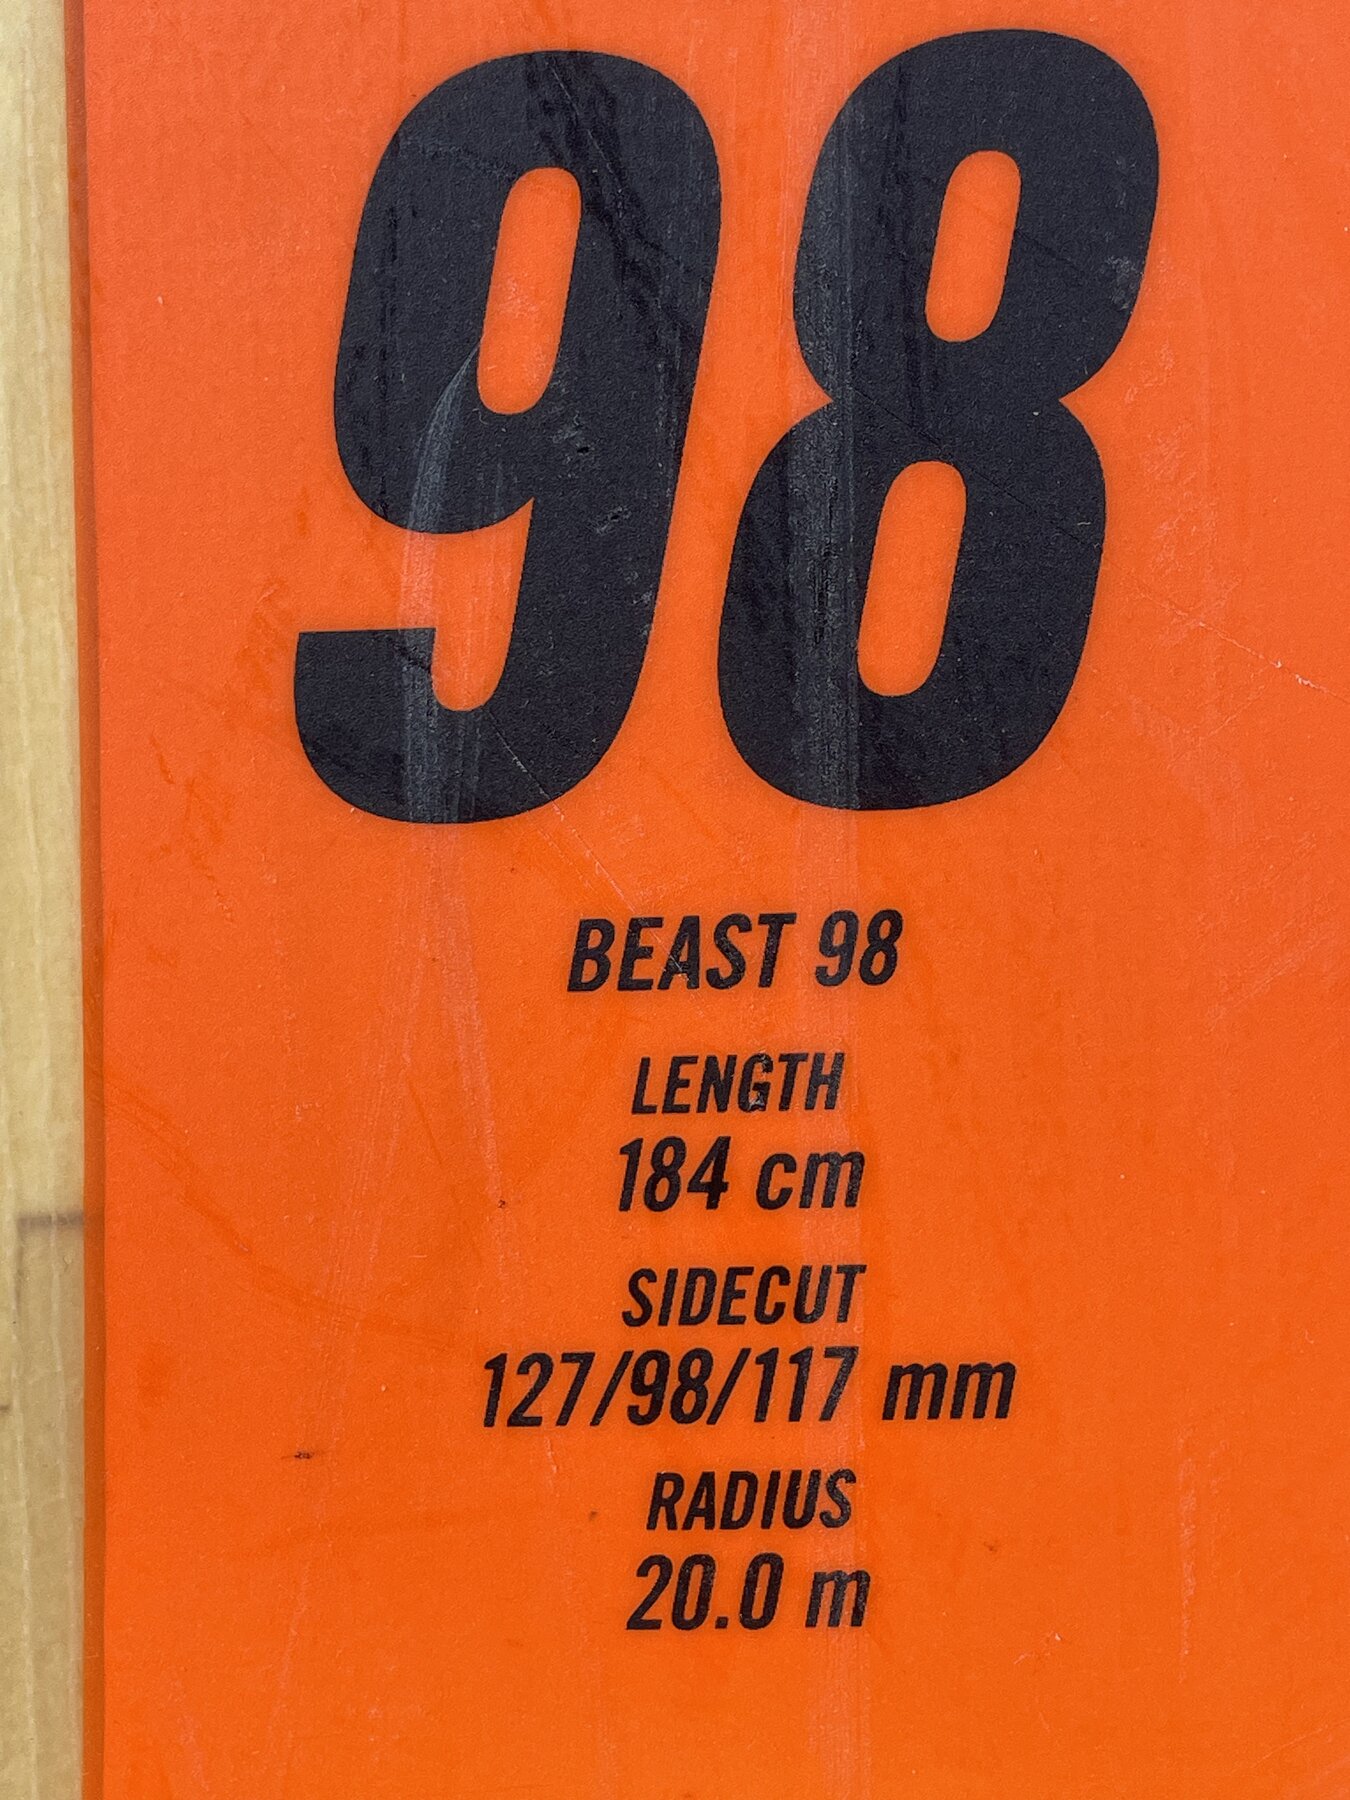 98
BEAST 98
LENGTH
184 cm
SIDECUT
127/98/117 mm
RADIUS
20.0 m